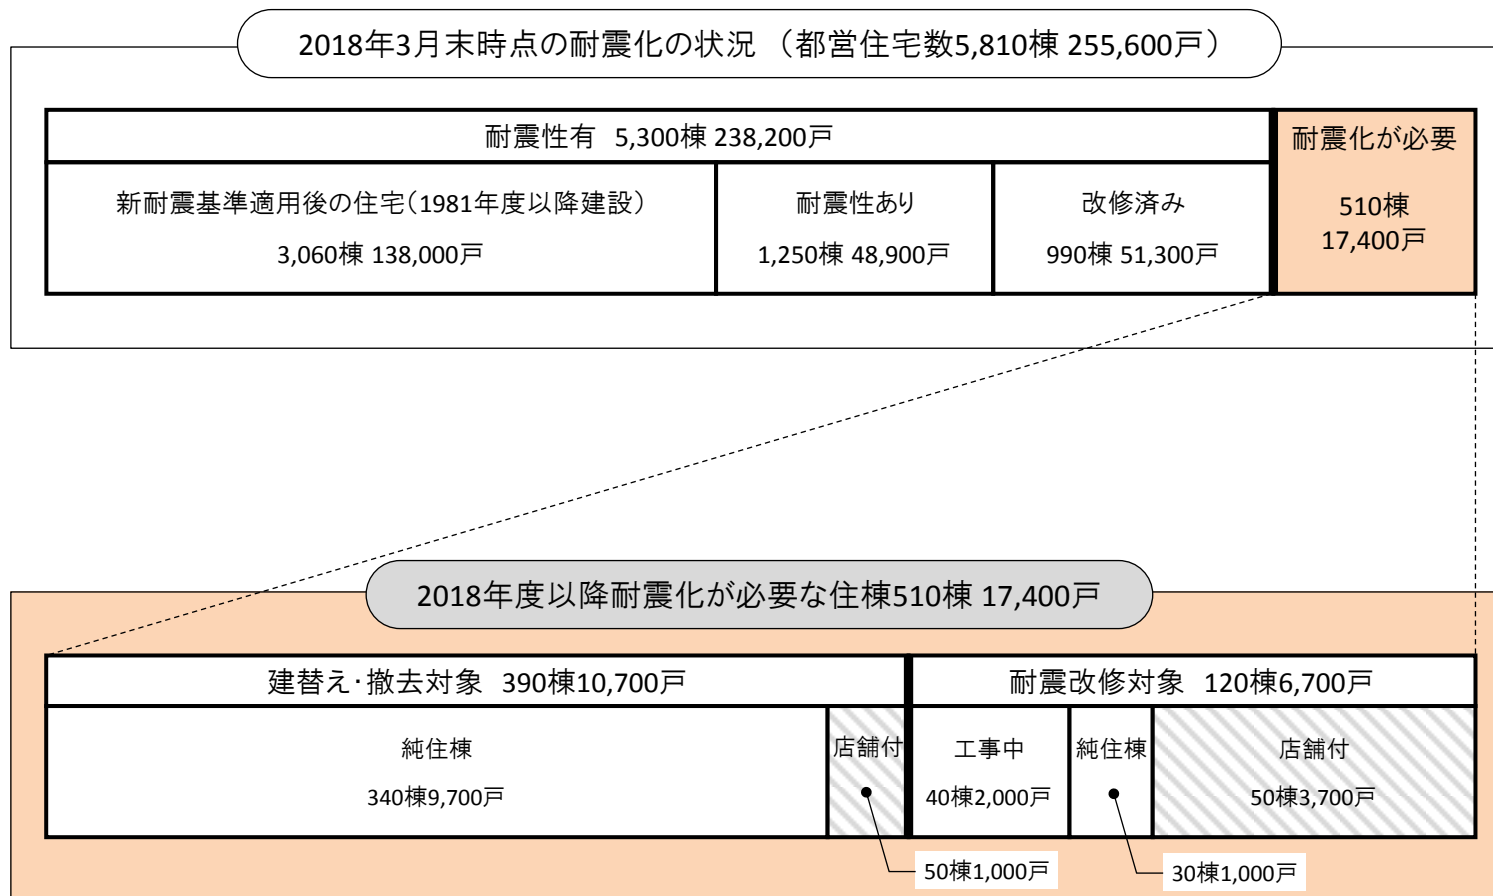 2018年3月末時点の耐震化の状況 （都営住宅数5,810棟 255,600戸）
耐震性有 5,300棟 238,200戸
耐震化が必要
510棟
17,400戸
新耐震基準適用後の住宅（1981年度以降建設）
3,060棟 138,000戸
耐震性あり
1,250棟 48,900戸
改修済み
990棟 51,300戸
2018年度以降耐震化が必要な住棟510棟 17,400戸
建替え・撤去対象 390棟10,700戸
耐震改修対象 120棟6,700戸
純住棟
340棟9,700戸
店舗付
50棟1,000戸
工事中
40棟2,000戸
純住棟
30棟1,000戸
店舗付
50棟3,700戸